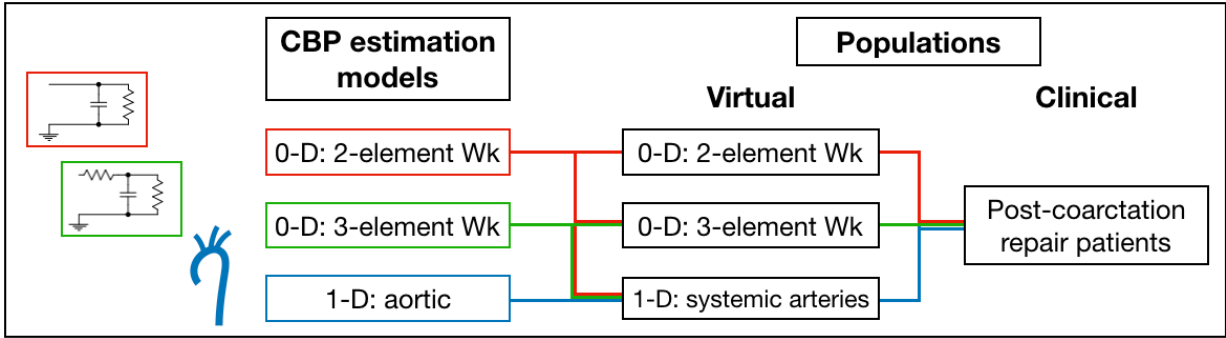 CBP estimation
models
Populations
Virtual
Clinical
0-D: 2-element Wk
0-D: 2-element Wk
0-D: 3-element Wk
0-D: 3-element Wk
Post-coarctation
repair patients
1-D: aortic
1-D: systemic arteries